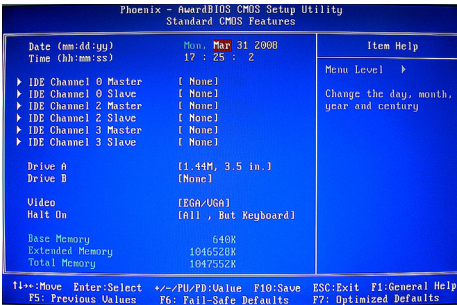 Phoenix - AwardBIOS CMOS Setup Utility
Standard CMOS Features
Date (mm:dd:yy) Mon, Mar 31 2008
Time (hh:mm:ss) 17 : 25 : 2
IDE Channel 0 Master [ None]
IDE Channel 0 Slave [ None]
IDE Channel 2 Master [ None]
IDE Channel 2 Slave [ None]
IDE Channel 3 Master [ None]
IDE Channel 3 Slave [ None]
Drive A [1.44M, 3.5 in.]
Drive B [None]
Video [EGA/VGA]
Halt On [All , But Keyboard]
Base Memory 640K
Extended Memory 1046528K
Total Memory 1047552K
Item Help
Menu Level
Change the day, month,
year and century
↑↓→←:Move Enter:Select +/-/PU/PD:Value F10:Save ESC:Exit F1:General Help
F5: Previous Values F6: Fail-Safe Defaults F7: Optimized Defaults